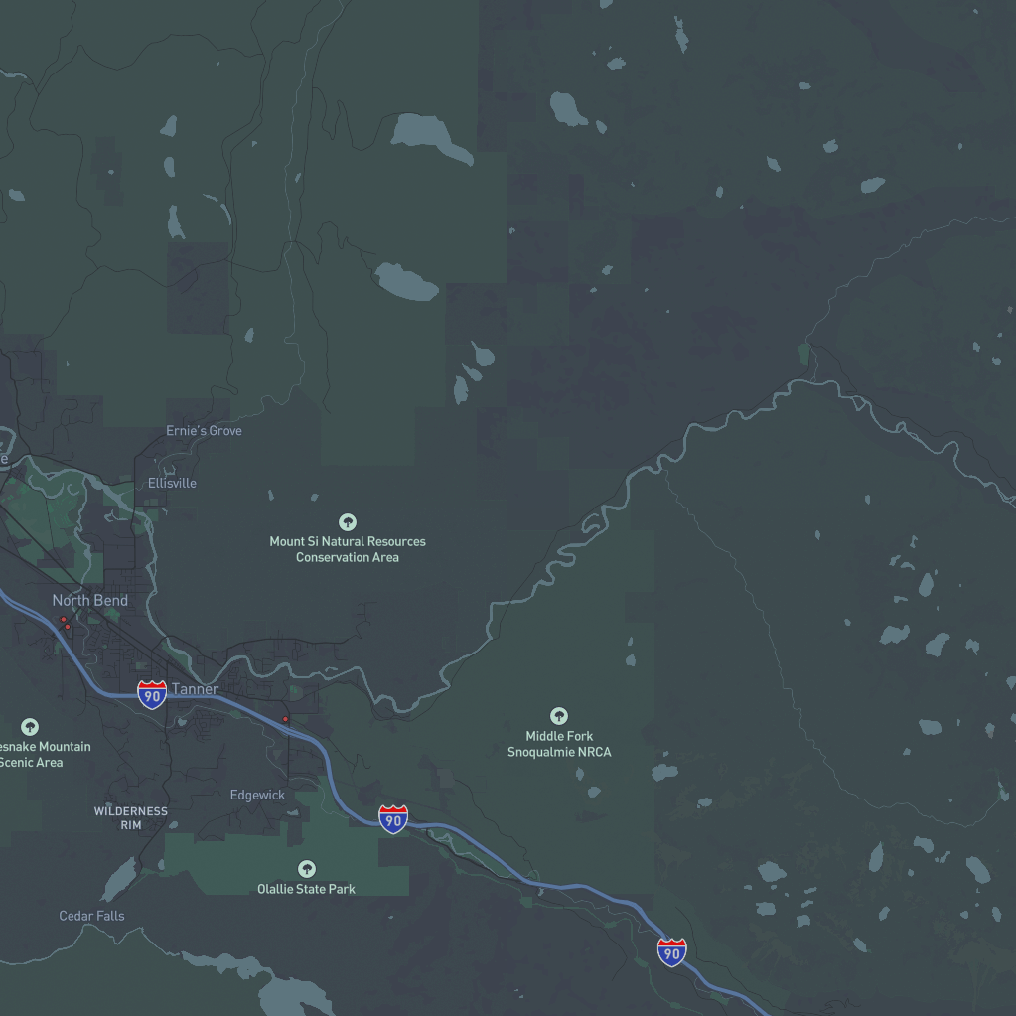 Ernie's Grove
e
Ellisville
Mount Si Natural Resources
Conservation Area
North Bend
Tanner
90
esnake Mountain
Scenic Area
Middle Fork
Snoqualmie NRCA
Edgewick
WILDERNESS
RIM
90
Olallie State Park
Cedar Falls
90